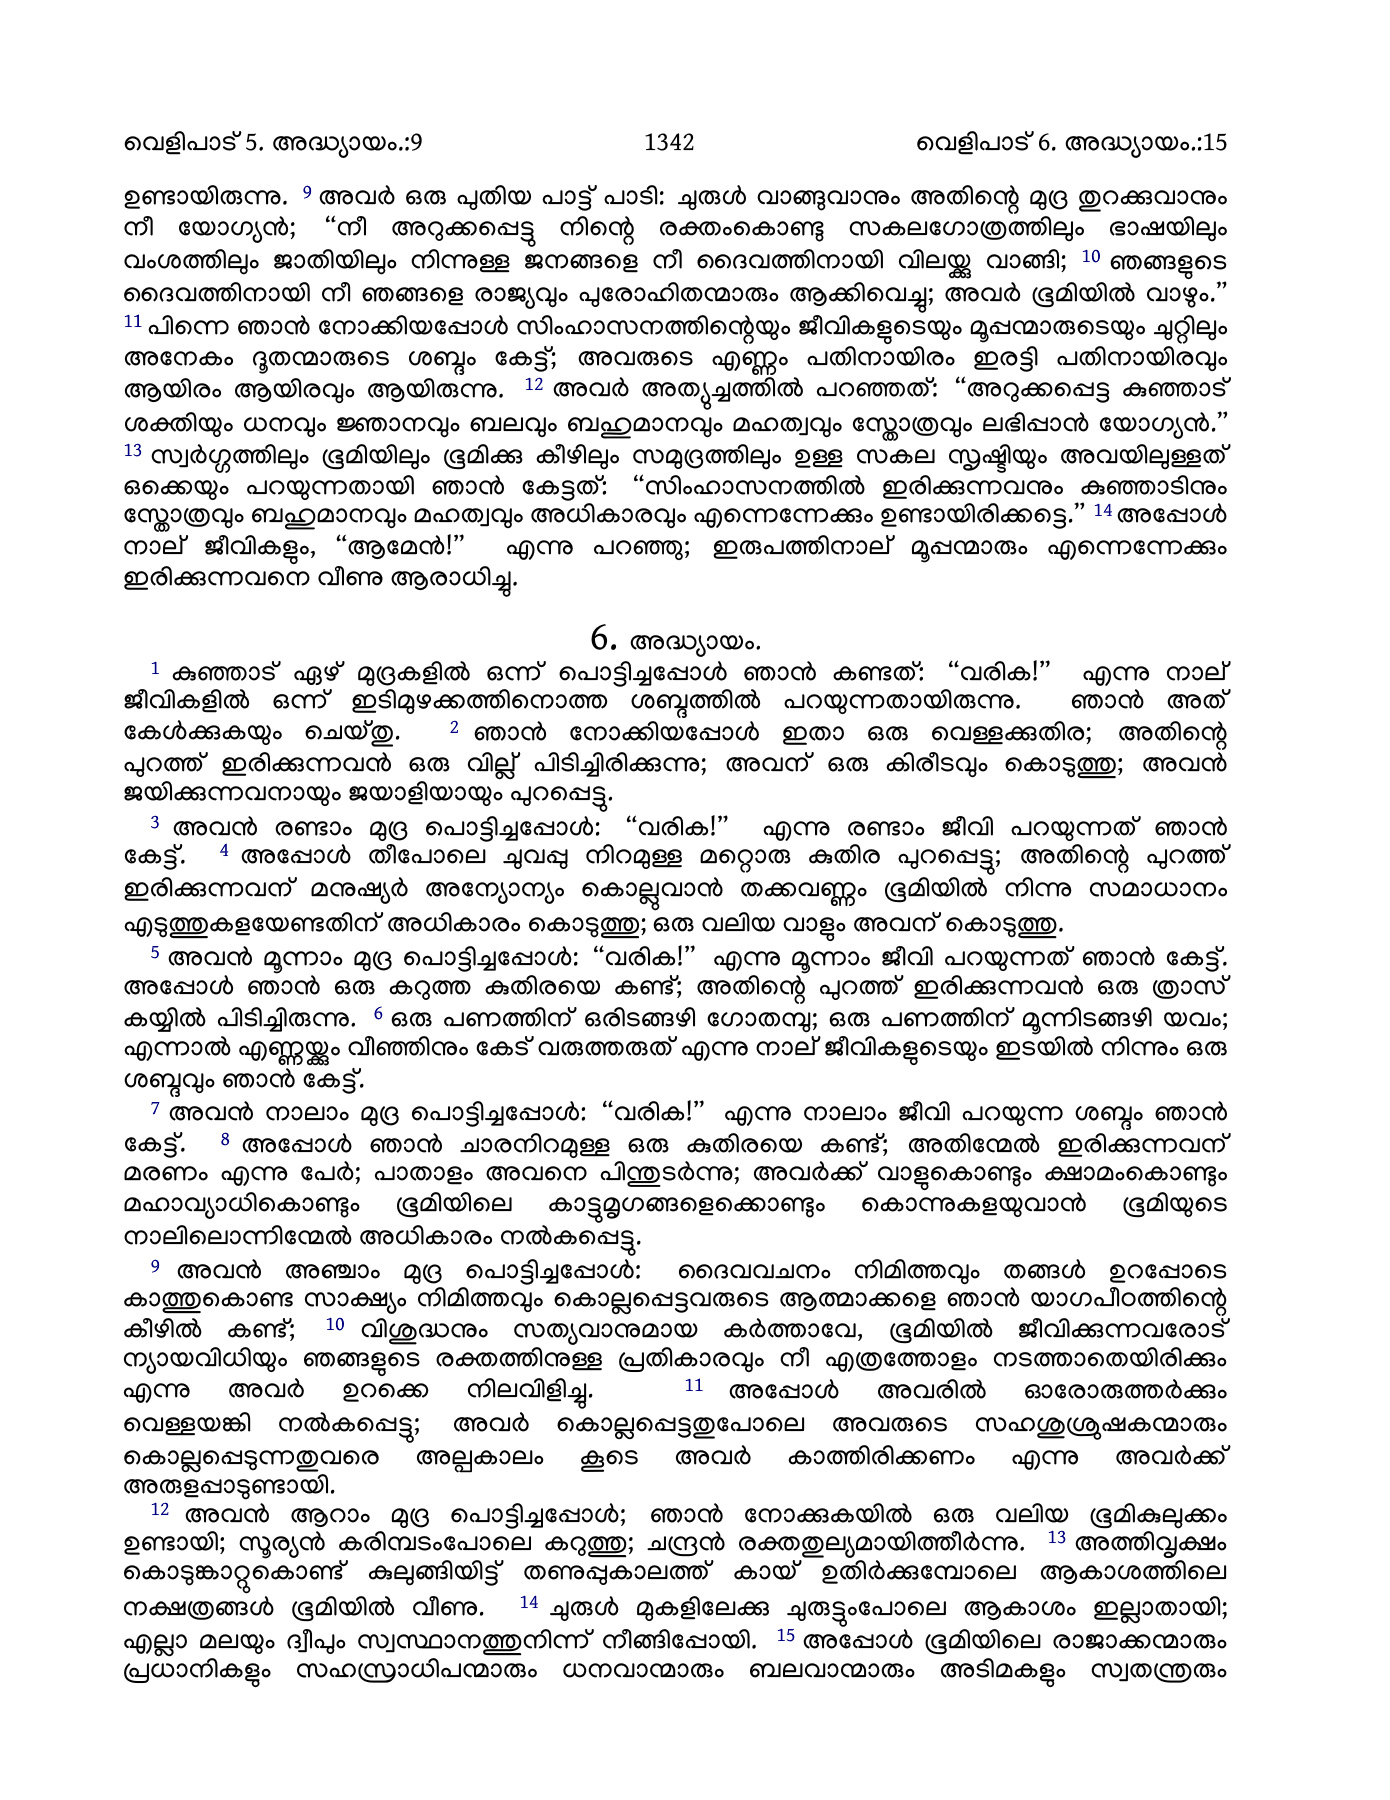 വെളിപാട് 5. അദ്ധ്യായം.:9 1342 വെളിപാട് 6. അദ്ധ്യായം.:15
ഉണ്ടായിരുന്നു. 9 അവർ ഒരു പുതിയ പാട്ട് പാടി: ചുരുൾ വാങ്ങുവാനും അതിന്റെ മുദ്ര തുറക്കുവാനും
നീ യോഗ്യൻ; “നീ അറുക്കപ്പെട്ടു നിന്റെ രക്തംകൊണ്ടു സകലഗോത്രത്തിലും ഭാഷയിലും
വംശത്തിലും ജാതിയിലും നിന്നുള്ള ജനങ്ങളെ നീ ദൈവത്തിനായി വിലയ്ക്കു വാങ്ങി; 10 ഞങ്ങളുടെ
ദൈവത്തിനായി നീ ഞങ്ങളെ രാജ്യവും പുരോഹിതന്മാരും ആക്കിവെച്ചു; അവർ ഭൂമിയിൽ വാഴും.”
11 പിന്നെ ഞാൻ നോക്കിയപ്പോൾ സിംഹാസനത്തിന്റെയും ജീവികളുടെയും മൂപ്പന്മാരുടെയും ചുറ്റിലും
അനേകം ദൂതന്മാരുടെ ശബ്ദം കേട്ട്; അവരുടെ എണ്ണം പതിനായിരം ഇരട്ടി പതിനായിരവും
ആയിരം ആയിരവും ആയിരുന്നു. 12 അവർ അത്യുച്ചത്തിൽ പറഞ്ഞത്: “അറുക്കപ്പെട്ട കുഞ്ഞാട്
ശക്തിയും ധനവും ജ്ഞാനവും ബലവും ബഹുമാനവും മഹത്വവും സ്തോത്രവും ലഭിപ്പാൻ യോഗ്യൻ.”
13 സ്വർഗ്ഗത്തിലും ഭൂമിയിലും ഭൂമിക്കു കീഴിലും സമുദ്രത്തിലും ഉള്ള സകല സൃഷ്ടിയും അവയിലുള്ളത്
ഒക്കെയും പറയുന്നതായി ഞാൻ കേട്ടത്: “സിംഹാസനത്തിൽ ഇരിക്കുന്നവനും കുഞ്ഞാടിനും
സ്തോത്രവും ബഹുമാനവും മഹത്വവും അധികാരവും എന്നെന്നേക്കും ഉണ്ടായിരിക്കട്ടെ.” 14 അപ്പോൾ
നാല് ജീവികളും, “ആമേൻ!” എന്നു പറഞ്ഞു; ഇരുപത്തിനാല് മൂപ്പന്മാരും എന്നെന്നേക്കും
ഇരിക്കുന്നവനെ വീണു ആരാധിച്ചു.
6. അദ്ധ്യായം.
1 കുഞ്ഞാട് ഏഴ് മുദ്രകളിൽ ഒന്ന് പൊട്ടിച്ചപ്പോൾ ഞാൻ കണ്ടത്: “വരിക!” എന്നു നാല്
ജീവികളിൽ ഒന്ന് ഇടിമുഴക്കത്തിനൊത്ത ശബ്ദത്തിൽ പറയുന്നതായിരുന്നു. ഞാൻ അത്
കേൾക്കുകയും ചെയ്തു. 2 ഞാൻ നോക്കിയപ്പോൾ ഇതാ ഒരു വെള്ളക്കുതിര; അതിന്റെ
പുറത്ത് ഇരിക്കുന്നവൻ ഒരു വില്ല് പിടിച്ചിരിക്കുന്നു; അവന് ഒരു കിരീടവും കൊടുത്തു; അവൻ
ജയിക്കുന്നവനായും ജയാളിയായും പുറപ്പെട്ടു.
3 അവൻ രണ്ടാം മുദ്ര പൊട്ടിച്ചപ്പോൾ: “വരിക!” എന്നു രണ്ടാം ജീവി പറയുന്നത് ഞാൻ
കേട്ട്. 4 അപ്പോൾ തീപോലെ ചുവപ്പു നിറമുള്ള മറ്റൊരു കുതിര പുറപ്പെട്ടു; അതിന്റെ പുറത്ത്
ഇരിക്കുന്നവന് മനുഷ്യർ അന്യോന്യം കൊല്ലുവാൻ തക്കവണ്ണം ഭൂമിയിൽ നിന്നു സമാധാനം
എടുത്തുകളയേണ്ടതിന് അധികാരം കൊടുത്തു; ഒരു വലിയ വാളും അവന് കൊടുത്തു.
5 അവൻ മൂന്നാം മുദ്ര പൊട്ടിച്ചപ്പോൾ: “വരിക!” എന്നു മൂന്നാം ജീവി പറയുന്നത് ഞാൻ കേട്ട്.
അപ്പോൾ ഞാൻ ഒരു കറുത്ത കുതിരയെ കണ്ട്; അതിന്റെ പുറത്ത് ഇരിക്കുന്നവൻ ഒരു ത്രാസ്
കയ്യിൽ പിടിച്ചിരുന്നു. 6 ഒരു പണത്തിന് ഒരിടങ്ങഴി ഗോതമ്പു; ഒരു പണത്തിന് മൂന്നിടങ്ങഴി യവം;
എന്നാൽ എണ്ണയ്ക്കും വീഞ്ഞിനും കേട് വരുത്തരുത് എന്നു നാല് ജീവികളുടെയും ഇടയിൽ നിന്നും ഒരു
ശബ്ദവും ഞാൻ കേട്ട്.
7 അവൻ നാലാം മുദ്ര പൊട്ടിച്ചപ്പോൾ: “വരിക!” എന്നു നാലാം ജീവി പറയുന്ന ശബ്ദം ഞാൻ
കേട്ട്. 8 അപ്പോൾ ഞാൻ ചാരനിറമുള്ള ഒരു കുതിരയെ കണ്ട്; അതിന്മേൽ ഇരിക്കുന്നവന്
മരണം എന്നു പേർ; പാതാളം അവനെ പിന്തുടർന്നു; അവർക്ക് വാളുകൊണ്ടും ക്ഷാമംകൊണ്ടും
മഹാവ്യാധികൊണ്ടും ഭൂമിയിലെ കാട്ടുമൃഗങ്ങളെക്കൊണ്ടും കൊന്നുകളയുവാൻ ഭൂമിയുടെ
നാലിലൊന്നിന്മേൽ അധികാരം നൽകപ്പെട്ടു.
9 അവൻ അഞ്ചാം മുദ്ര പൊട്ടിച്ചപ്പോൾ: ദൈവവചനം നിമിത്തവും തങ്ങൾ ഉറപ്പോടെ
കാത്തുകൊണ്ട സാക്ഷ്യം നിമിത്തവും കൊല്ലപ്പെട്ടവരുടെ ആത്മാക്കളെ ഞാൻ യാഗപീഠത്തിന്റെ
കീഴിൽ കണ്ട്; 10 വിശുദ്ധനും സത്യവാനുമായ കർത്താവേ, ഭൂമിയിൽ ജീവിക്കുന്നവരോട്
ന്യായവിധിയും ഞങ്ങളുടെ രക്തത്തിനുള്ള പ്രതികാരവും നീ എത്രത്തോളം നടത്താതെയിരിക്കും
എന്നു അവർ ഉറക്കെ നിലവിളിച്ചു. 11 അപ്പോൾ അവരിൽ ഓരോരുത്തർക്കും
വെള്ളയങ്കി നൽകപ്പെട്ടു; അവർ കൊല്ലപ്പെട്ടതുപോലെ അവരുടെ സഹശുശ്രൂഷകന്മാരും
കൊല്ലപ്പെടുന്നതുവരെ അല്പകാലം കൂടെ അവർ കാത്തിരിക്കണം എന്നു അവർക്ക്
അരുളപ്പാടുണ്ടായി.
12 അവൻ ആറാം മുദ്ര പൊട്ടിച്ചപ്പോൾ; ഞാൻ നോക്കുകയിൽ ഒരു വലിയ ഭൂമികുലുക്കം
ഉണ്ടായി; സൂര്യൻ കരിമ്പടംപോലെ കറുത്തു; ചന്ദ്രൻ രക്തതുല്യമായിത്തീർന്നു. 13 അത്തിവൃക്ഷം
കൊടുങ്കാറ്റുകൊണ്ട് കുലുങ്ങിയിട്ട് തണുപ്പുകാലത്ത് കായ് ഉതിർക്കുമ്പോലെ ആകാശത്തിലെ
നക്ഷത്രങ്ങൾ ഭൂമിയിൽ വീണു. 14 ചുരുൾ മുകളിലേക്കു ചുരുട്ടുംപോലെ ആകാശം ഇല്ലാതായി;
എല്ലാ മലയും ദ്വീപും സ്വസ്ഥാനത്തുനിന്ന് നീങ്ങിപ്പോയി. 15 അപ്പോൾ ഭൂമിയിലെ രാജാക്കന്മാരും
പ്രധാനികളും സഹസ്രാധിപന്മാരും ധനവാന്മാരും ബലവാന്മാരും അടിമകളും സ്വതന്ത്രരും